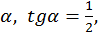 α, tgα = 1/2,